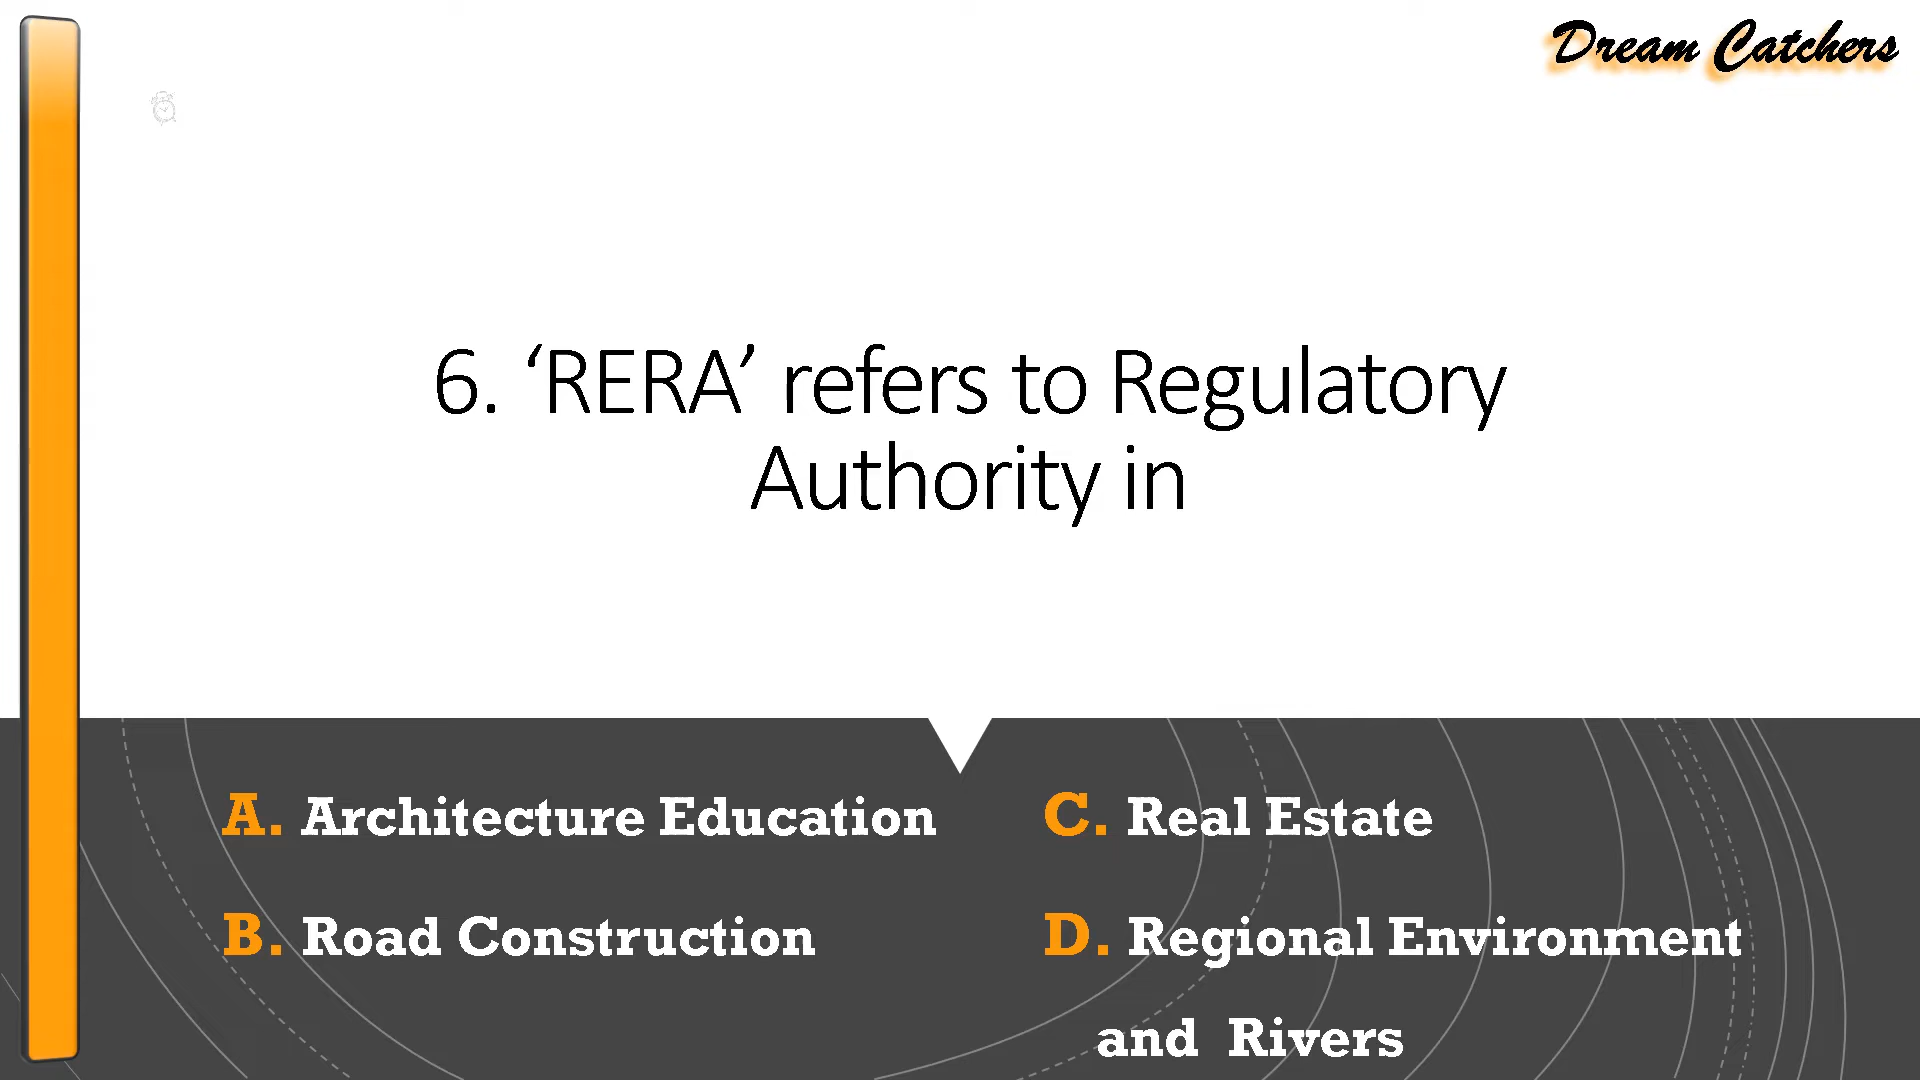 Dream Catchers
6. ‘RERA’ refers to Regulatory
Authority in
A. Architecture Education
B. Road Construction
C. Real Estate
D. Regional Environment
and Rivers